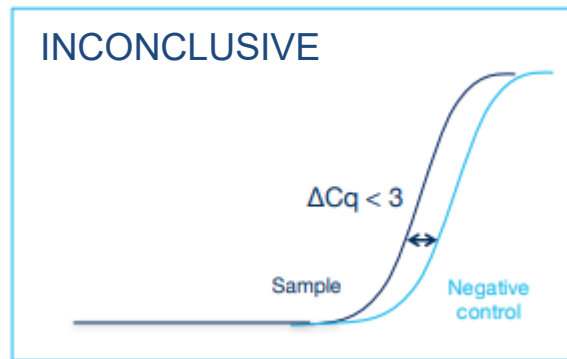 INCONCLUSIVE
ΔCq < 3
Sample
Negative
control